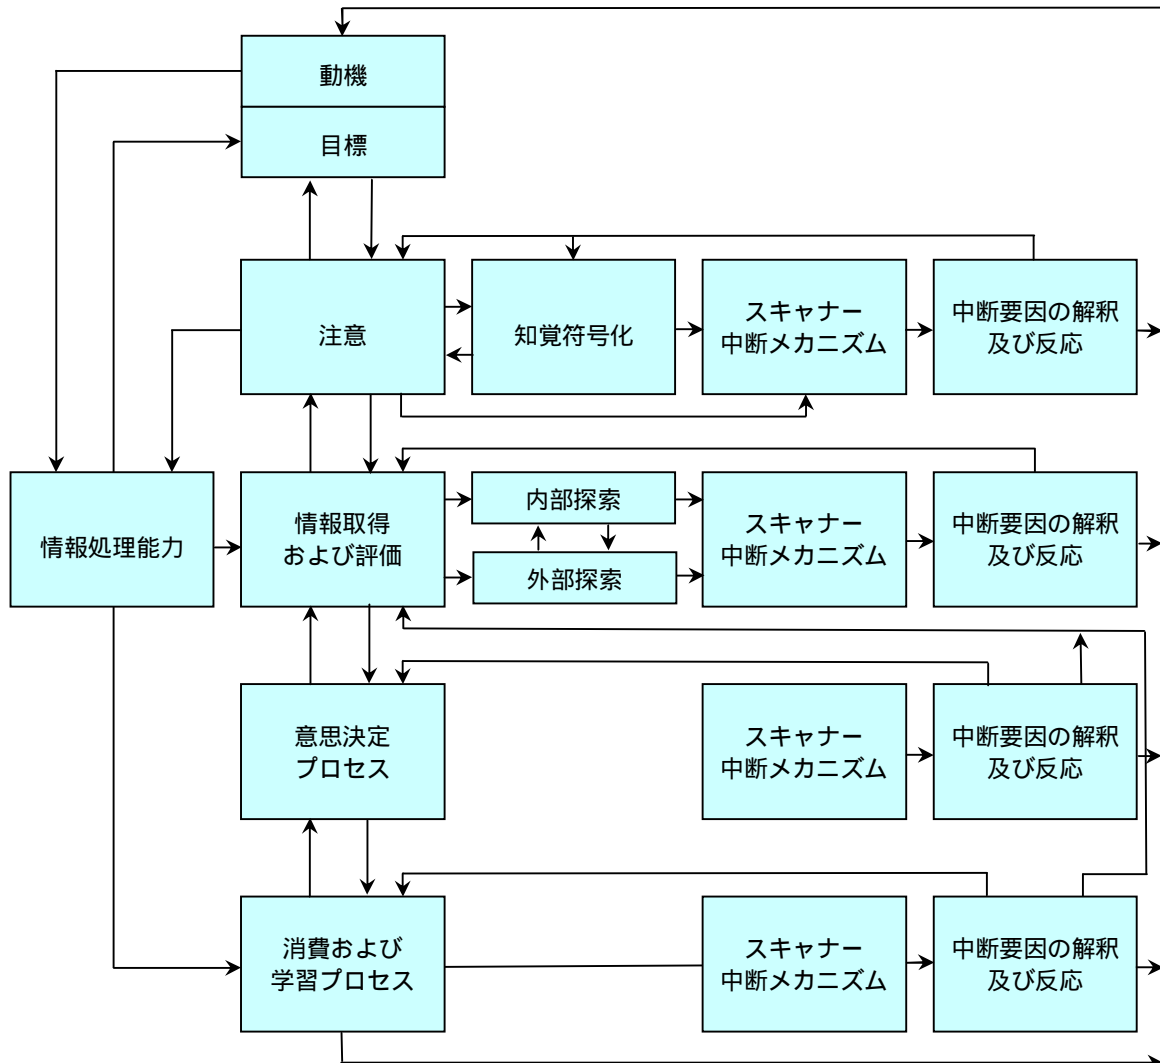 動機
目標
注意
知覚符号化
スキャナー
中断メカニズム
中断要因の解釈
及び反応
情報処理能力
情報取得
および評価
内部探索
外部探索
スキャナー
中断メカニズム
中断要因の解釈
及び反応
意思決定
プロセス
スキャナー
中断メカニズム
中断要因の解釈
及び反応
消費および
学習プロセス
スキャナー
中断メカニズム
中断要因の解釈
及び反応